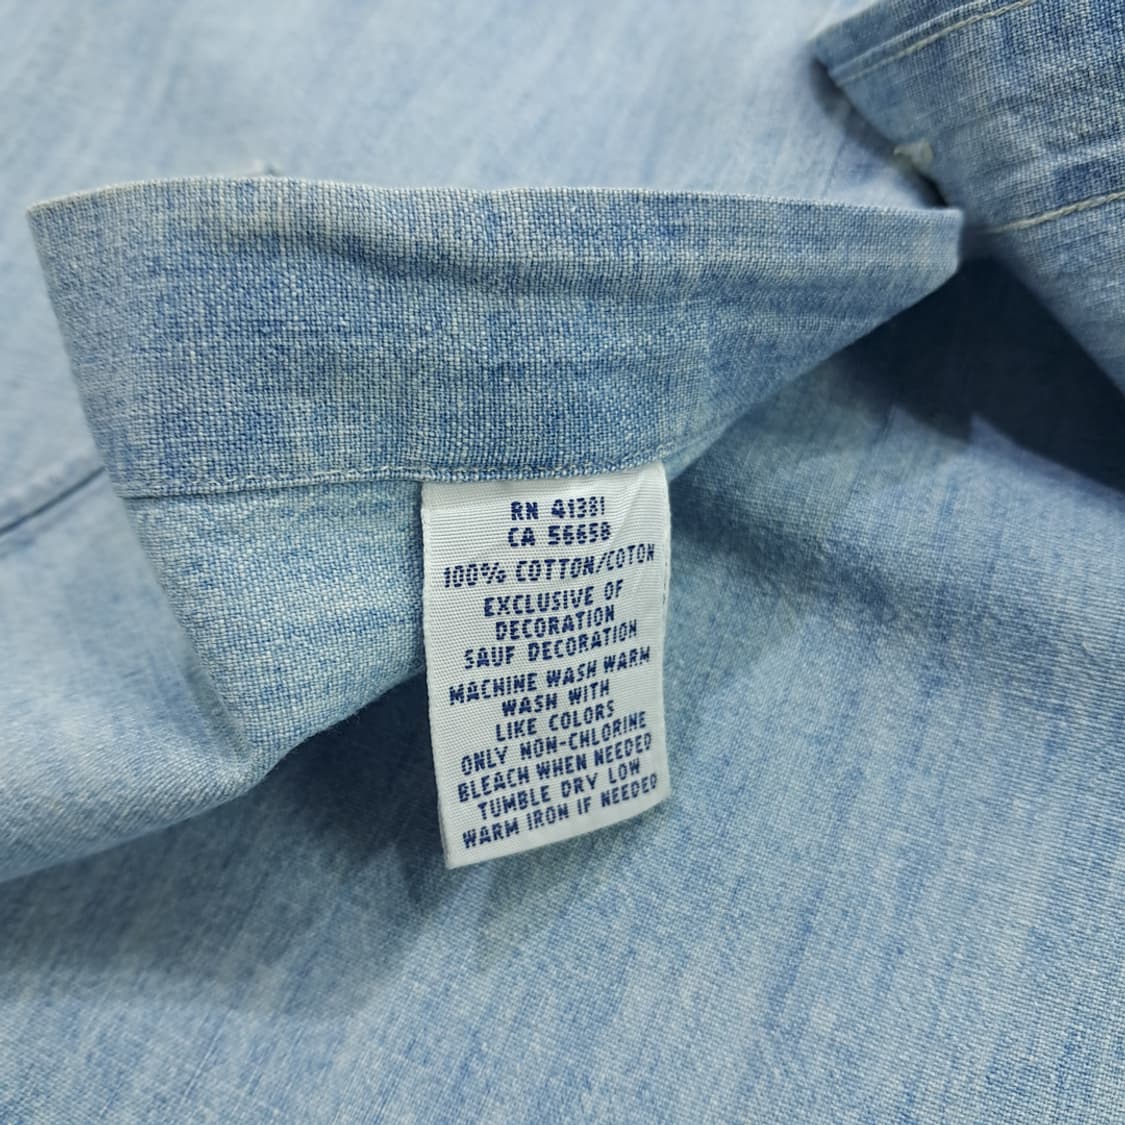 RN 41381
CA 56658
100% COTTON/COTON
EXCLUSIVE OF
DECORATION
SAUF DECORATION
MACHINE WASH WARM
WASH WITH
LIKE COLORS
ONLY NON-CHLORINE
BLEACH WHEN NEEDED
TUMBLE DRY LOW
WARM IRON IF NEEDED